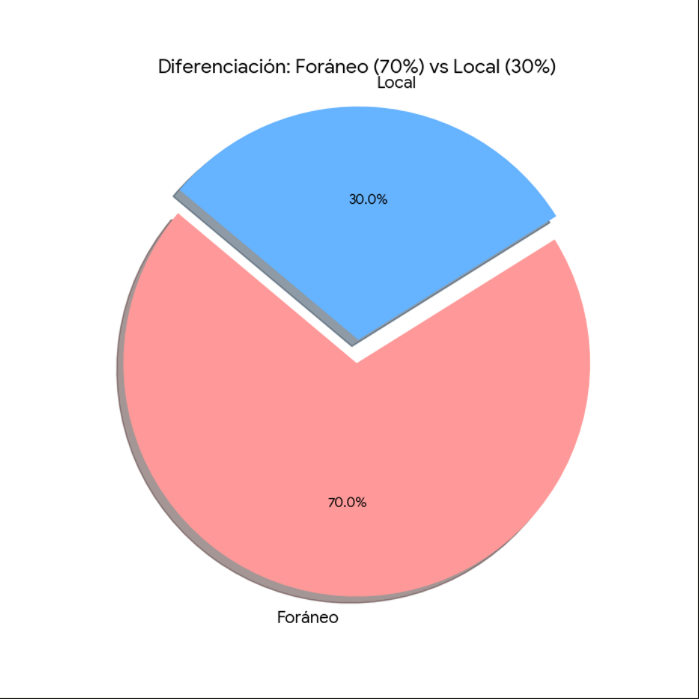 Diferenciación: Foráneo (70%) vs Local (30%)
Local
30.0%
70.0%
Foráneo